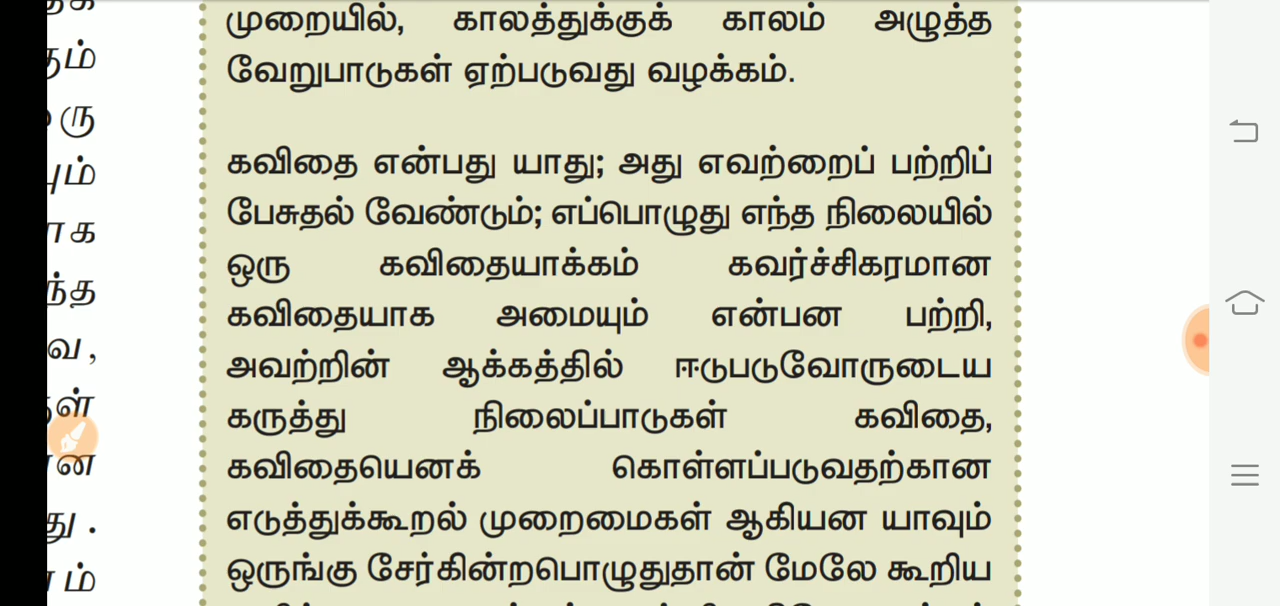 முறையில், காலத்துக்குக் காலம் அழுத்த
வேறுபாடுகள் ஏற்படுவது வழக்கம்.
கவிதை என்பது யாது; அது எவற்றைப் பற்றிப்
பேசுதல் வேண்டும்; எப்பொழுது எந்த நிலையில்
ஒரு கவிதையாக்கம் கவர்ச்சிகரமான
கவிதையாக அமையும் என்பன பற்றி,
அவற்றின் ஆக்கத்தில் ஈடுபடுவோருடைய
கருத்து நிலைப்பாடுகள் கவிதை,
கவிதையெனக் கொள்ளப்படுவதற்கான
எடுத்துக்கூறல் முறைமைகள் ஆகியன யாவும்
ஒருங்கு சேர்கின்றபொழுதுதான் மேலே கூறிய